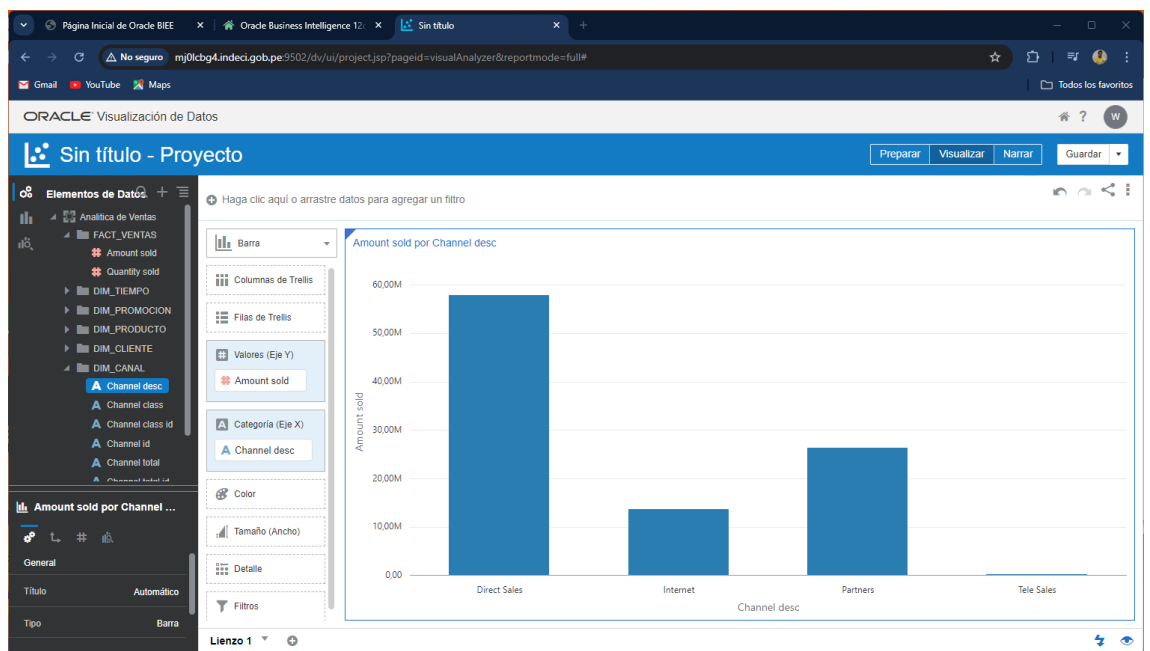 Página Inicial de Oracle BIEE
Oracle Business Intelligence 12c
Sin título
No seguro mj0lcbg4.indeci.gob.pe:9502/dv/ui/project.jsp?pageid=visualAnalyzer&reportmode=full#
Gmail YouTube Maps Todos los favoritos
ORACLE Visualización de Datos
W
Sin título - Proyecto
Preparar Visualizar Narrar Guardar
Elementos de Datos
Analitica de Ventas
FACT_VENTAS
Amount sold
Quantity sold
DIM_TIEMPO
DIM_PROMOCION
DIM_PRODUCTO
DIM_CLIENTE
DIM_CANAL
Channel desc
Channel class
Channel class id
Channel id
Channel total
Channel total id
Amount sold por Channel ...
General
Título Automático
Tipo Barra
Haga clic aquí o arrastre datos para agregar un filtro
Barra
Columnas de Trellis
Filas de Trellis
Valores (Eje Y)
Amount sold
Categoría (Eje X)
Channel desc
Color
Tamaño (Ancho)
Detalle
Filtros
Amount sold por Channel desc
60,00M
50,00M
40,00M
30,00M
20,00M
10,00M
0,00
Amount sold
Direct Sales Internet Partners Tele Sales
Channel desc
Lienzo 1